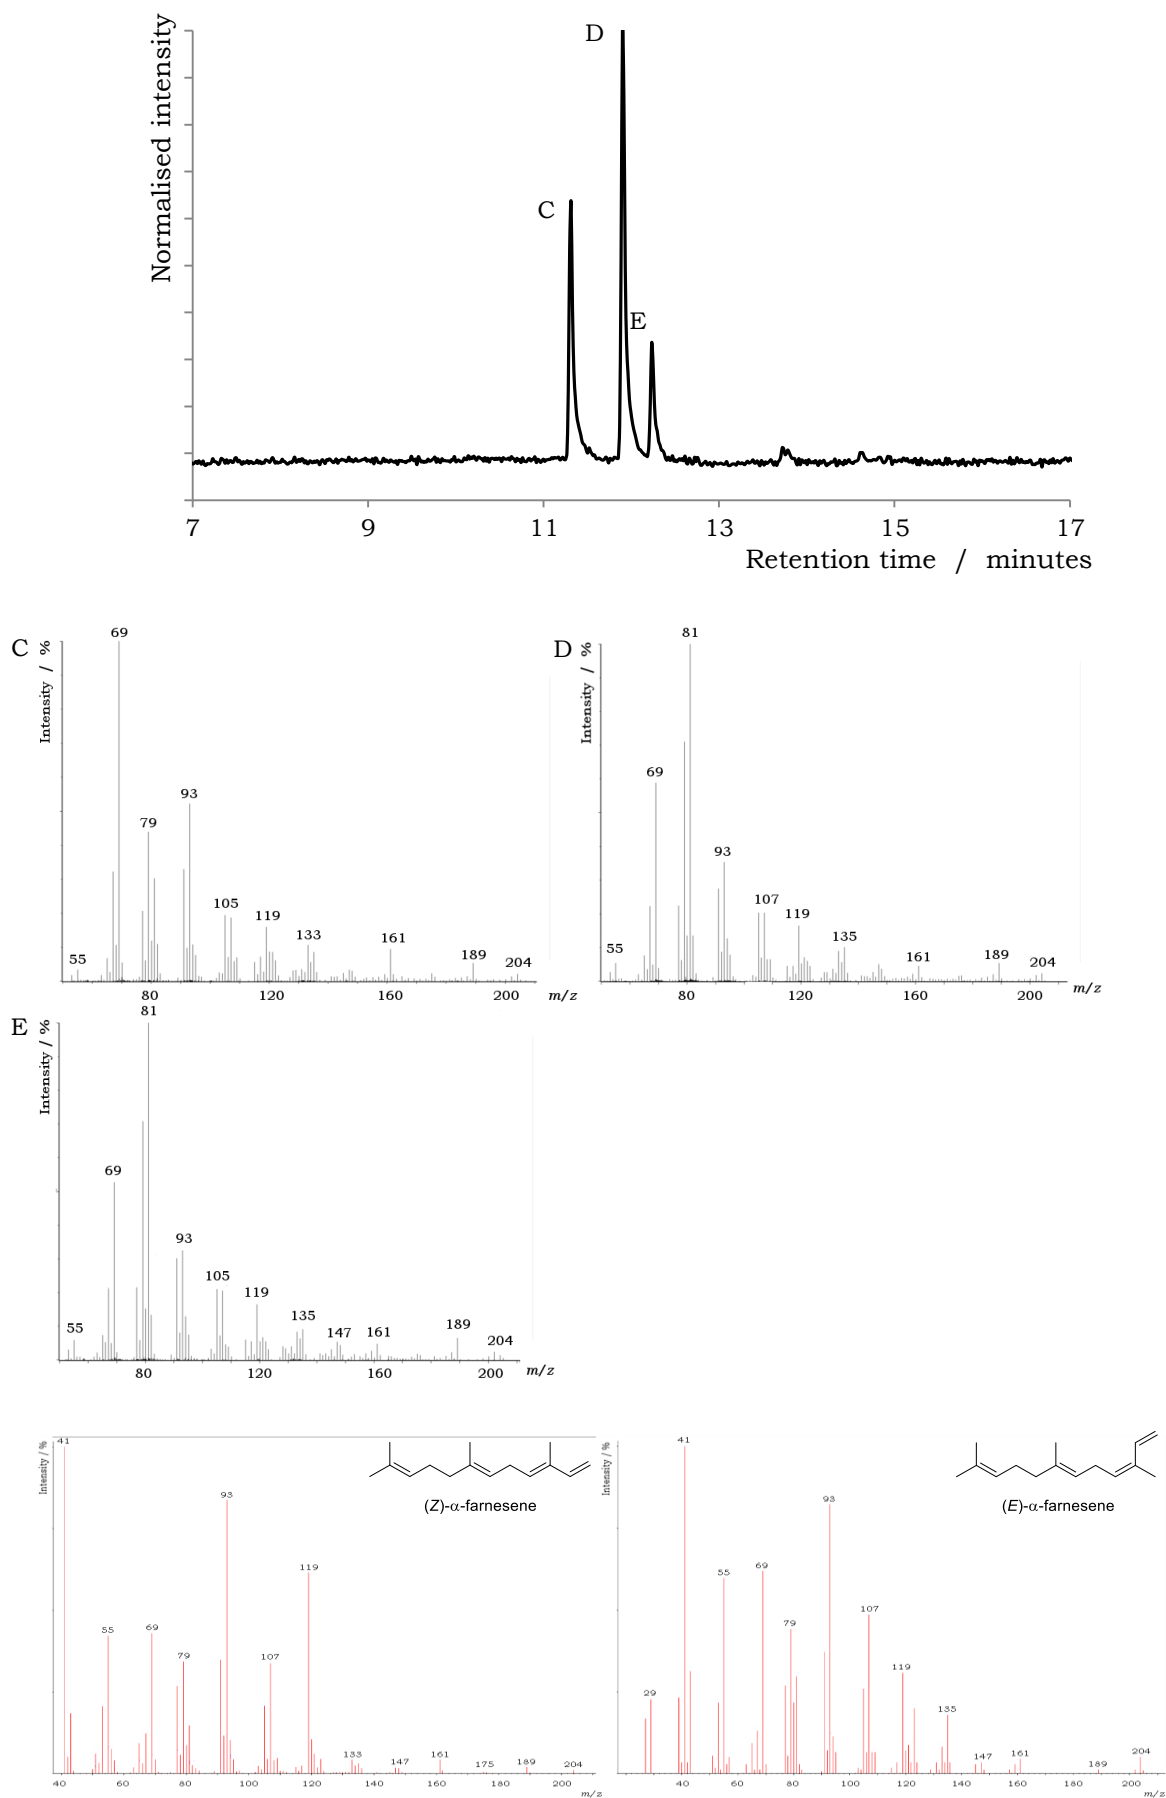 Normalised intensity
D
C
E
7 9 11 13 15 17
Retention time / minutes
C
Intensity / %
69
93
79
105
119
133
161
55
189
204
80 120 160 200
m/z
D
Intensity / %
81
69
93
107
119
135
55
161
189
204
80 120 160 200
m/z
E
Intensity / %
81
69
93
105
119
135
55
147
161
189
204
80 120 160 200
m/z
Intensity / %
41
93
119
55
69
79
107
133
147
161
175
189
204
(Z)-α-farnesene
40 60 80 100 120 140 160 180 200
m/z
Intensity / %
41
93
55
69
107
79
119
29
135
147
161
189
204
(E)-α-farnesene
40 60 80 100 120 140 160 180 200
m/z